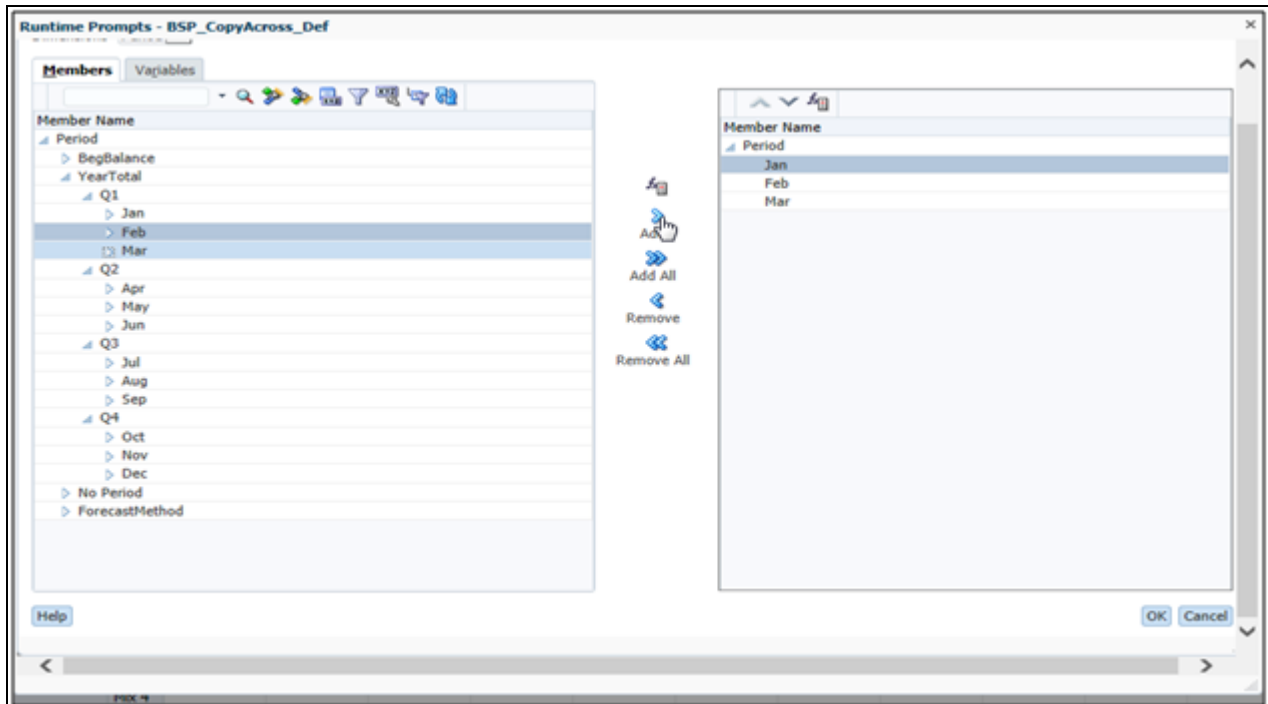 Runtime Prompts - BSP_CopyAcross_Def
Members Variables
Member Name
Period
BegBalance
YearTotal
Q1
Jan
Feb
Mar
Q2
Apr
May
Jun
Q3
Jul
Aug
Sep
Q4
Oct
Nov
Dec
No Period
ForecastMethod
Add All
Remove
Remove All
Member Name
Period
Jan
Feb
Mar
Help
OK Cancel